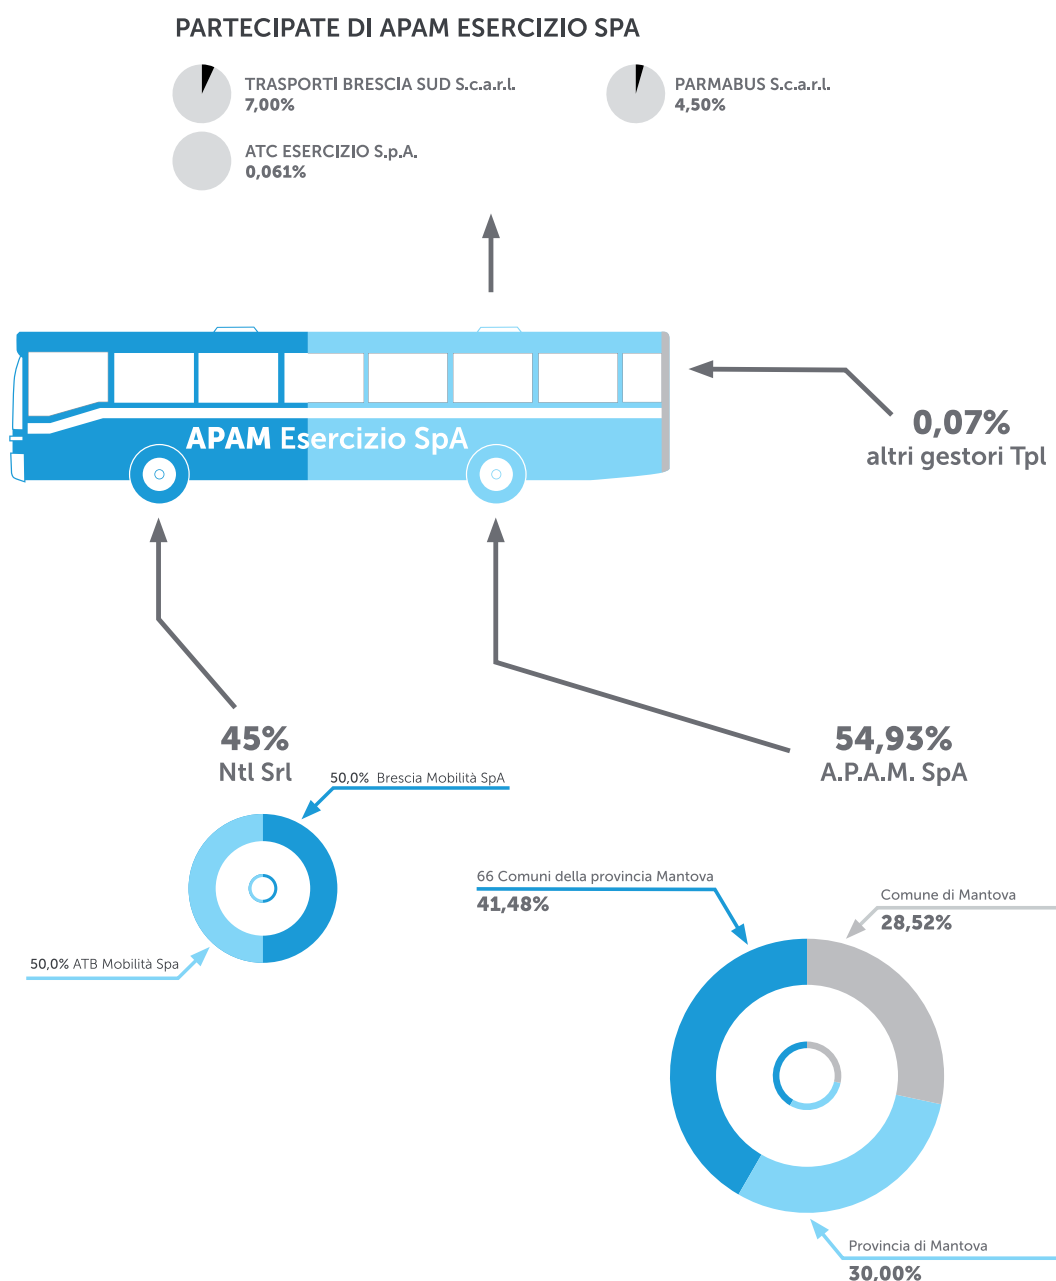 PARTECIPATE DI APAM ESERCIZIO SPA
TRASPORTI BRESCIA SUD S.c.a.r.l.
7,00%
PARMABUS S.c.a.r.l.
4,50%
ATC ESERCIZIO S.p.A.
0,061%
APAM Esercizio SpA
0,07%
altri gestori Tpl
45%
Ntl Srl
54,93%
A.P.A.M. SpA
50,0% Brescia Mobilità SpA
50,0% ATB Mobilità Spa
66 Comuni della provincia Mantova
41,48%
Comune di Mantova
28,52%
Provincia di Mantova
30,00%